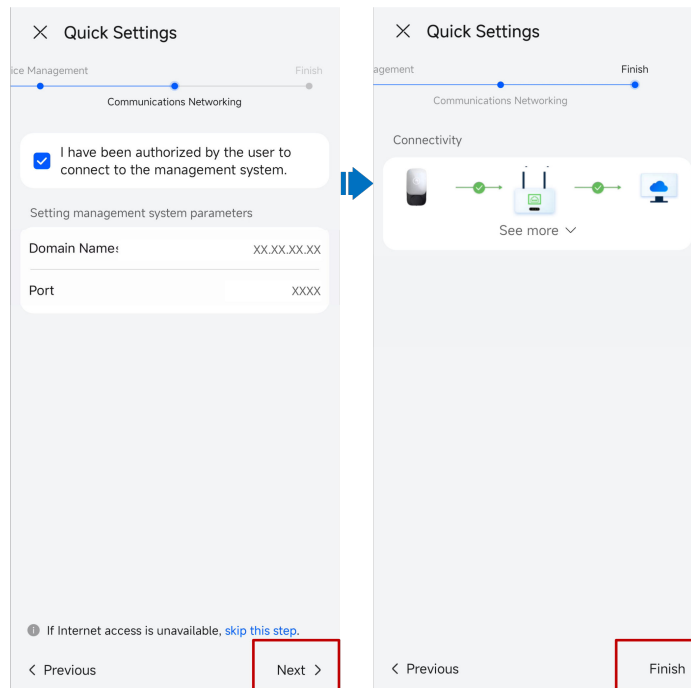 Quick Settings
ice Management
Finish
Communications Networking
I have been authorized by the user to
connect to the management system.
Setting management system parameters
Domain Names
XX.XX.XX.XX
Port
XXXX
If Internet access is unavailable, skip this step.
Previous
Next
Quick Settings
agement
Finish
Communications Networking
Connectivity
See more
Previous
Finish